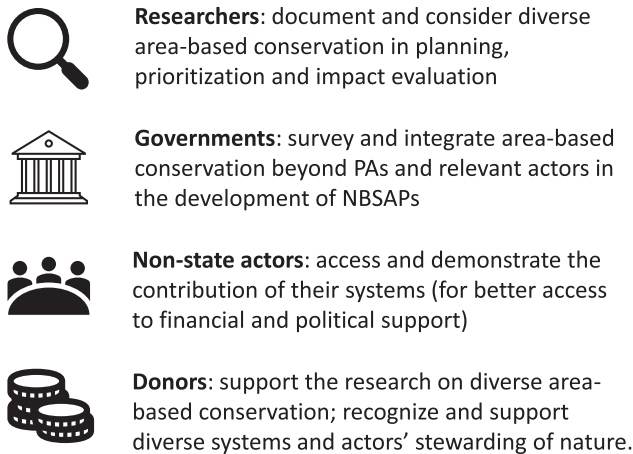 Researchers: document and consider diverse
area-based conservation in planning,
prioritization and impact evaluation
Governments: survey and integrate area-based
conservation beyond PAs and relevant actors in
the development of NBSAPs
Non-state actors: access and demonstrate the
contribution of their systems (for better access
to financial and political support)
Donors: support the research on diverse area-
based conservation; recognize and support
diverse systems and actors’ stewarding of nature.